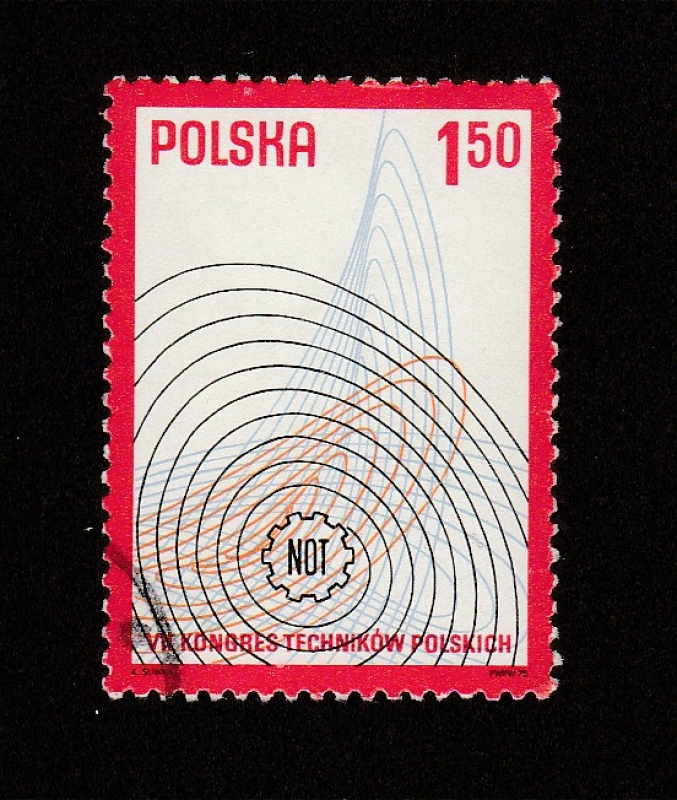 POLSKA 1.50
NOT
VII KONGRES TECHNIKÓW POLSKICH
PWPW 75